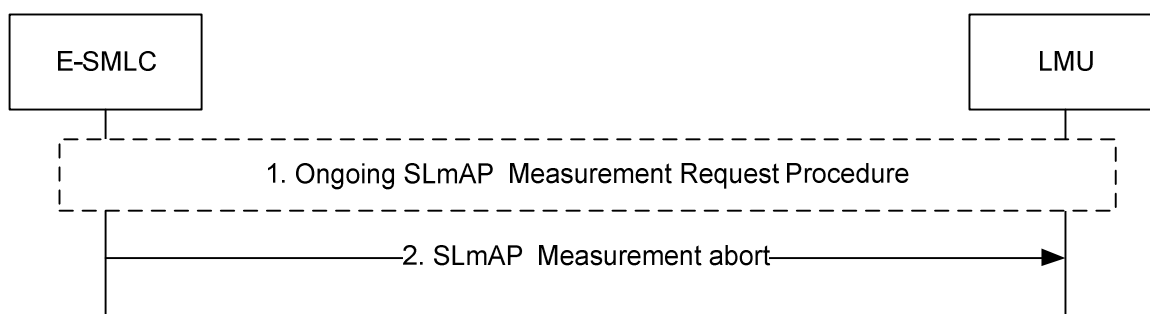 E-SMLC
LMU
1. Ongoing SLmAP Measurement Request Procedure
2. SLmAP Measurement abort